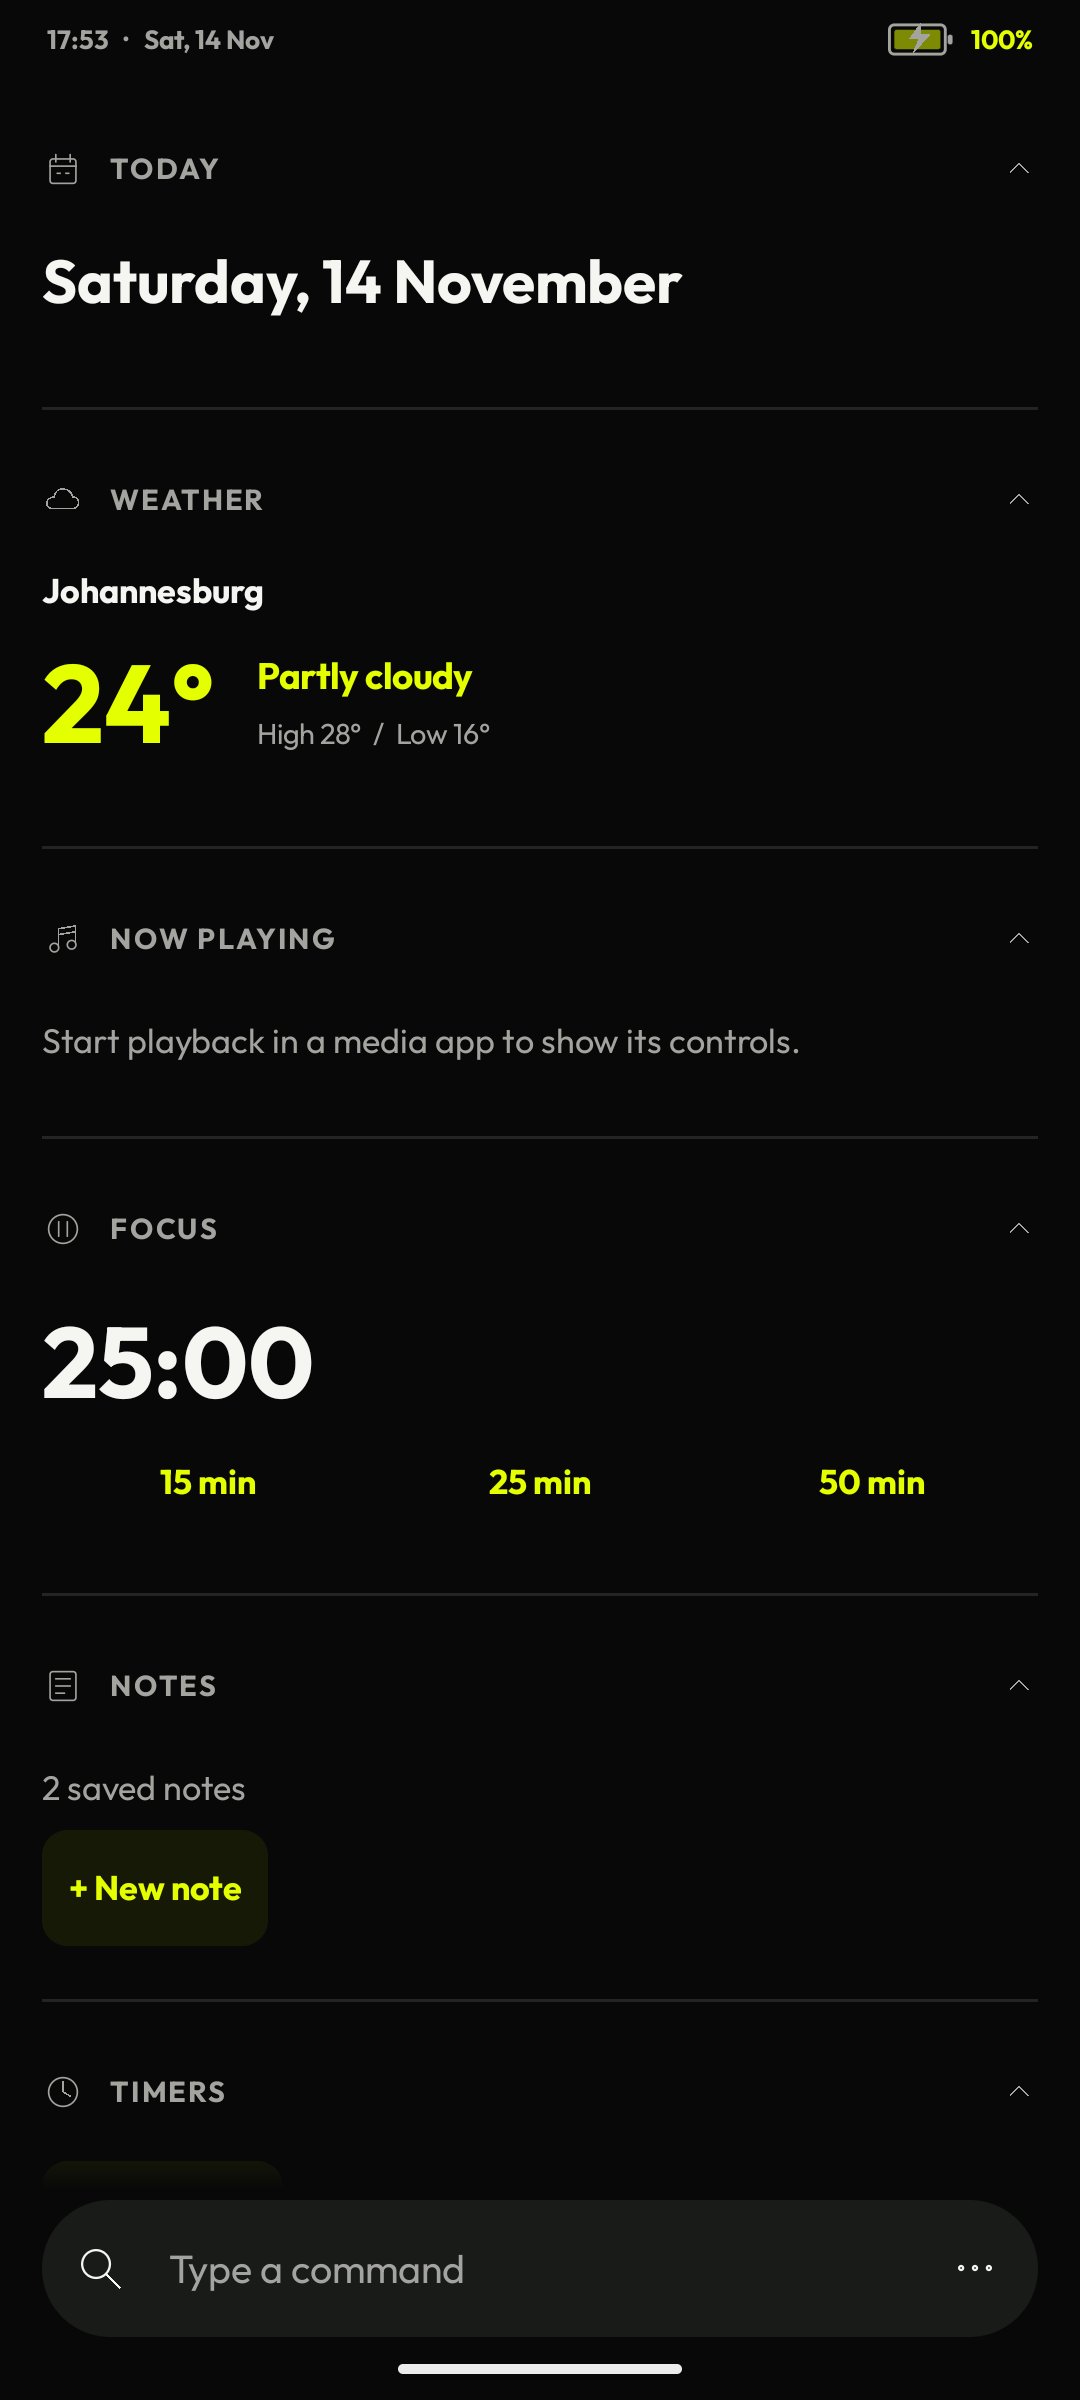 17:53 · Sat, 14 Nov
100%
TODAY
Saturday, 14 November
WEATHER
Johannesburg
24°
Partly cloudy
High 28° / Low 16°
NOW PLAYING
Start playback in a media app to show its controls.
FOCUS
25:00
15 min
25 min
50 min
NOTES
2 saved notes
+ New note
TIMERS
Type a command